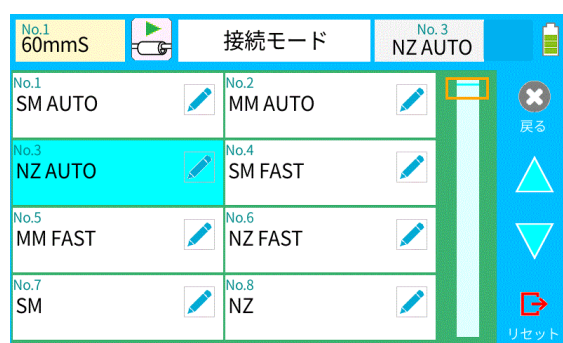 No.1
60mmS
接続モード
No.3
NZ AUTO
No.1
SM AUTO
No.2
MM AUTO
No.3
NZ AUTO
No.4
SM FAST
No.5
MM FAST
No.6
NZ FAST
No.7
SM
No.8
NZ
戻る
リセット